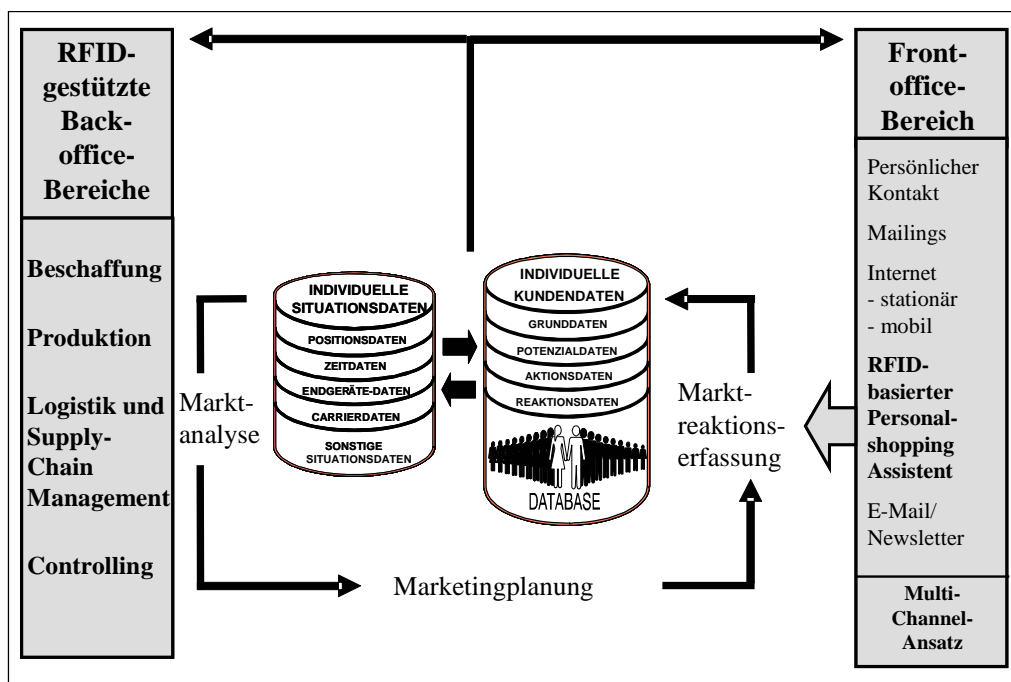 RFID-
gestützte
Back-
office-
Bereiche
Beschaffung
Produktion
Logistik und
Supply-
Chain
Management
Controlling
Markt-
analyse
INDIVIDUELLE
SITUATIONSDATEN
POSITIONSDATEN
ZEITDATEN
ENDGERÄTE-DATEN
CARRIERDATEN
SONSTIGE
SITUATIONSDATEN
INDIVIDUELLE
KUNDENDATEN
GRUNDDATEN
POTENZIALDATEN
AKTIONSDATEN
REAKTIONSDATEN
DATABASE
Marketingplanung
Markt-
reaktions-
erfassung
Front-
office-
Bereich
Persönlicher
Kontakt
Mailings
Internet
- stationär
- mobil
RFID-
basierter
Personal-
shopping
Assistent
E-Mail/
Newsletter
Multi-
Channel-
Ansatz